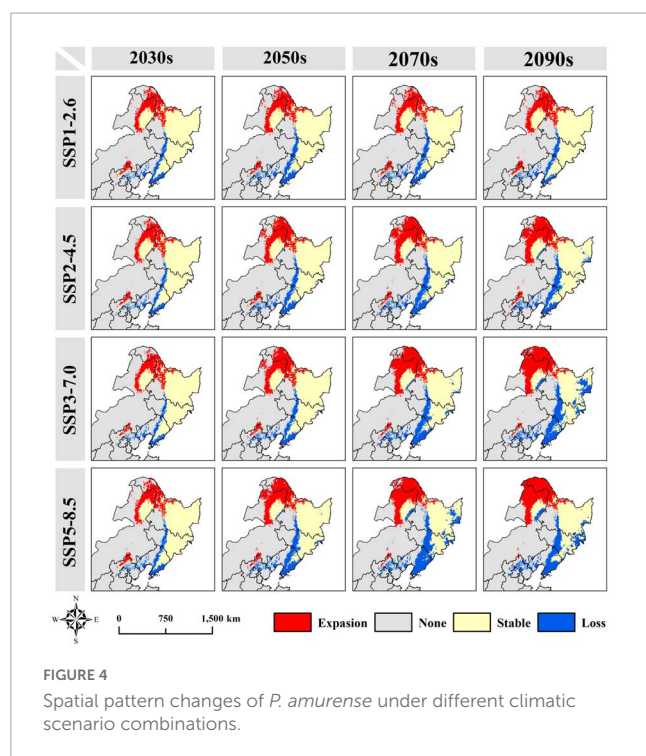 2030s 2050s 2070s 2090s
SSP1-2.6
SSP2-4.5
SSP3-7.0
SSP5-8.5
N
W E
S
0 750 1,500 km
Expasion None Stable Loss
FIGURE 4
Spatial pattern changes of P. amurense under different climatic
scenario combinations.